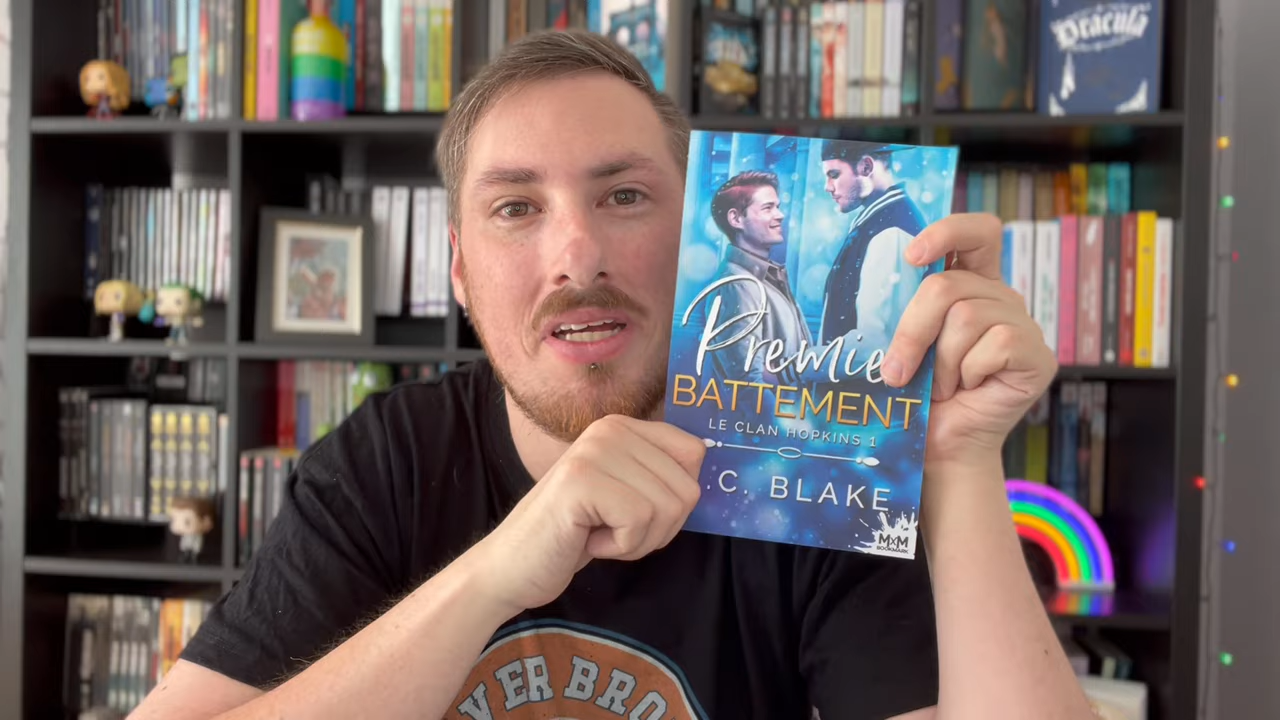 Dracula
Premie
BATTEMENT
LE CLAN HOPKINS 1
.C. BLAKE
MxM
BOOKMARK
VER BRO